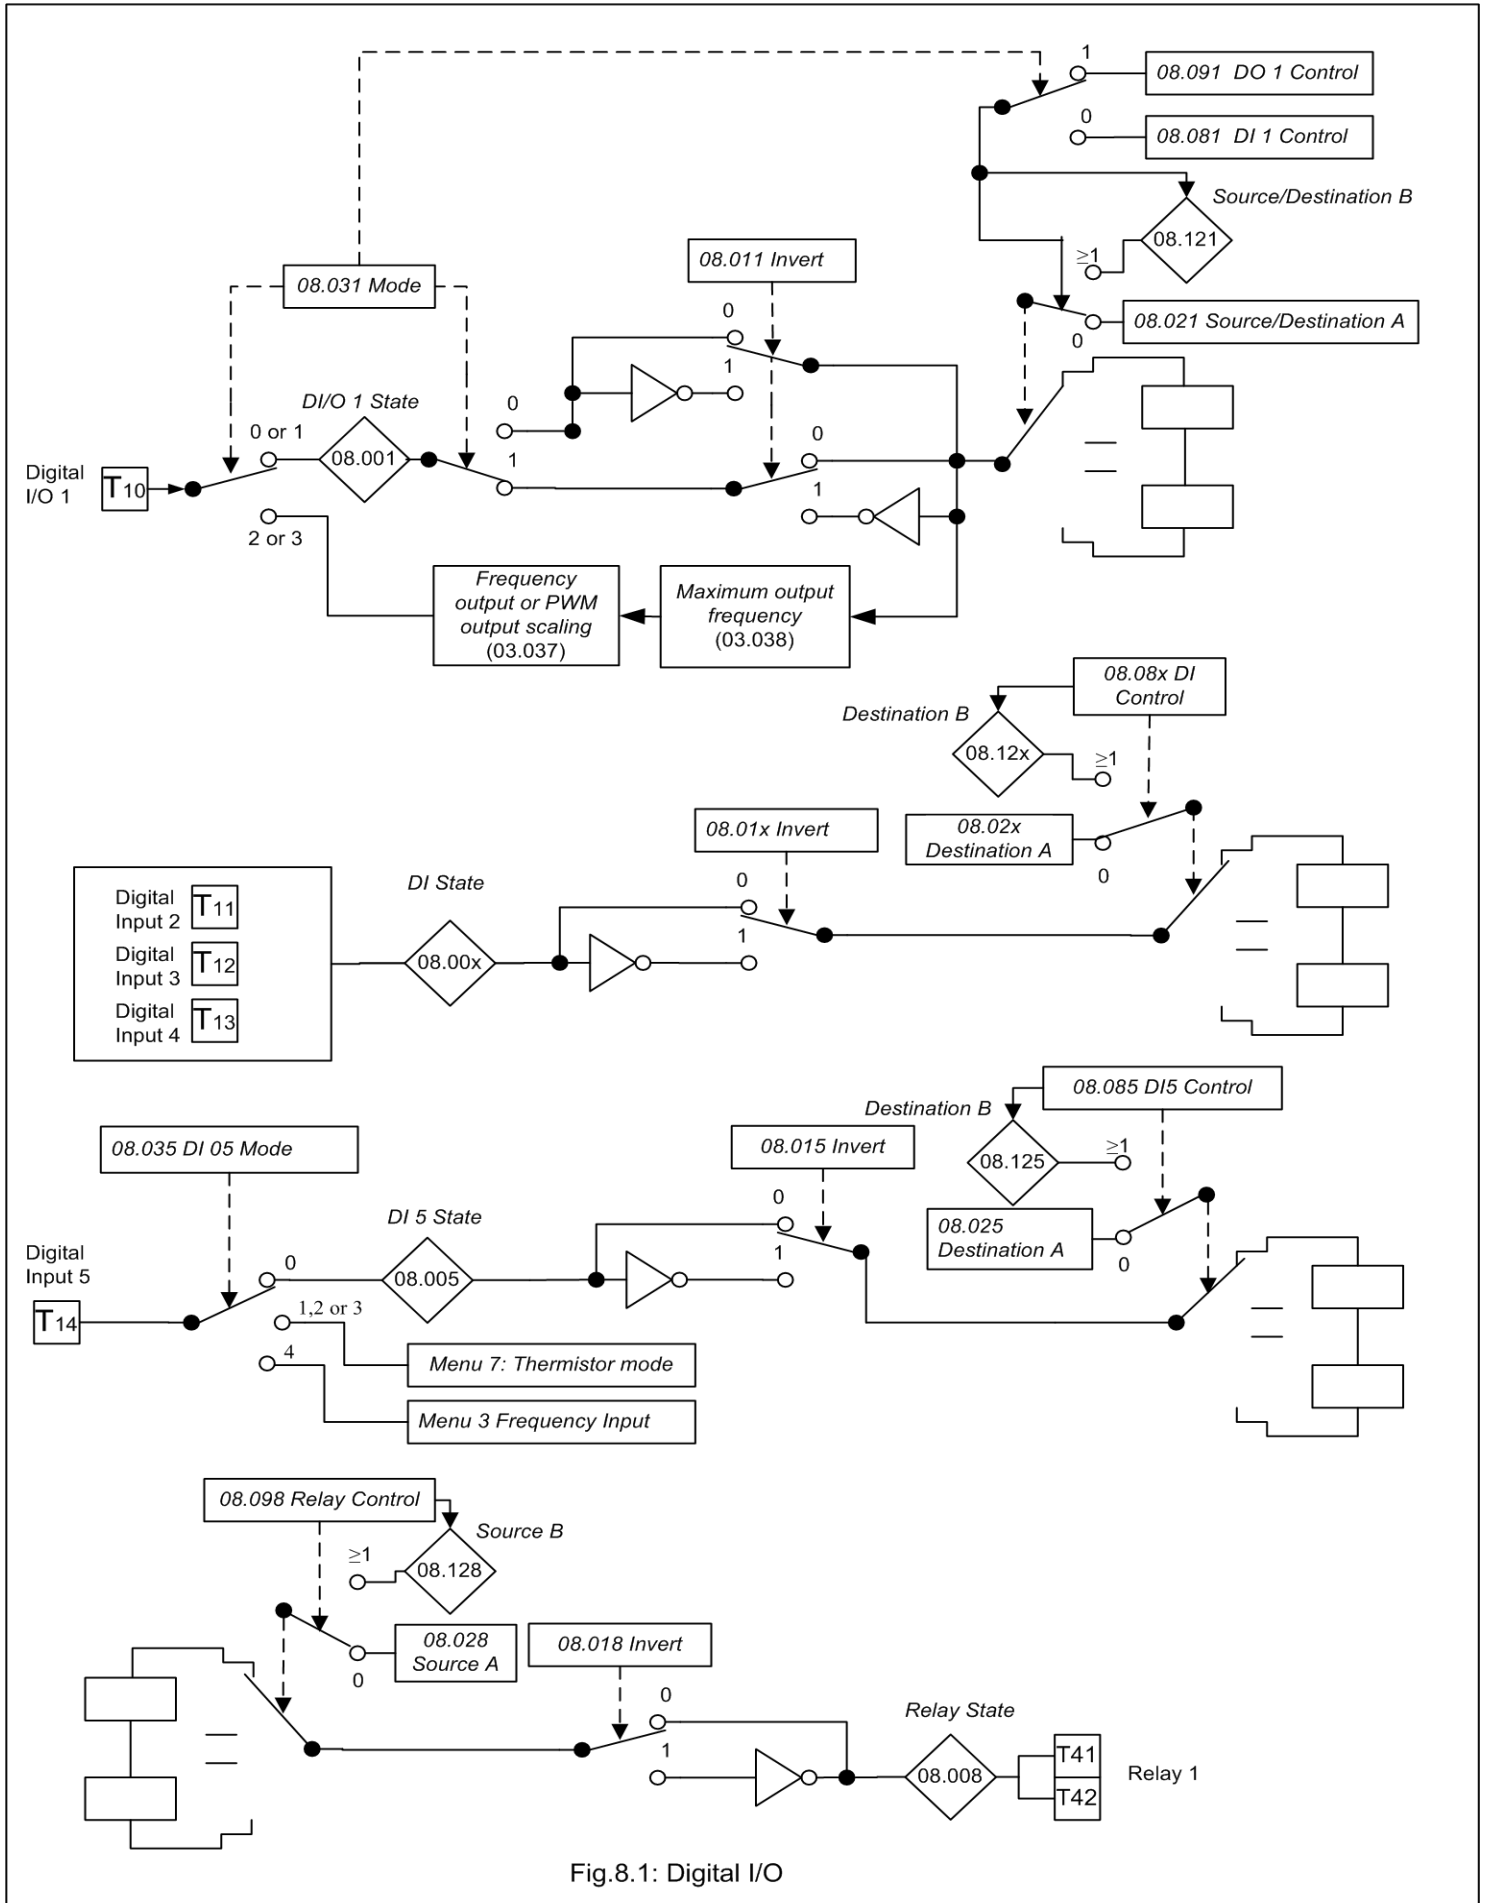 1
08.091 DO 1 Control
0
08.081 DI 1 Control
Source/Destination B
08.121
≥1
08.021 Source/Destination A
0
08.031 Mode
08.011 Invert
0
1
DI/O 1 State
0 or 1
08.001
0
1
0
1
Digital
I/O 1
T10
2 or 3
Frequency
output or PWM
output scaling
(03.037)
Maximum output
frequency
(03.038)
08.08x DI
Control
Destination B
08.12x
≥1
08.02x
Destination A
0
08.01x Invert
0
1
DI State
08.00x
Digital
Input 2
T11
Digital
Input 3
T12
Digital
Input 4
T13
08.085 DI5 Control
Destination B
08.125
≥1
08.025
Destination A
0
08.035 DI 05 Mode
08.015 Invert
0
1
DI 5 State
08.005
Digital
Input 5
T14
0
1,2 or 3
4
Menu 7: Thermistor mode
Menu 3 Frequency Input
08.098 Relay Control
Source B
08.128
≥1
08.028
Source A
0
08.018 Invert
0
1
Relay State
08.008
T41
T42
Relay 1
Fig.8.1: Digital I/O